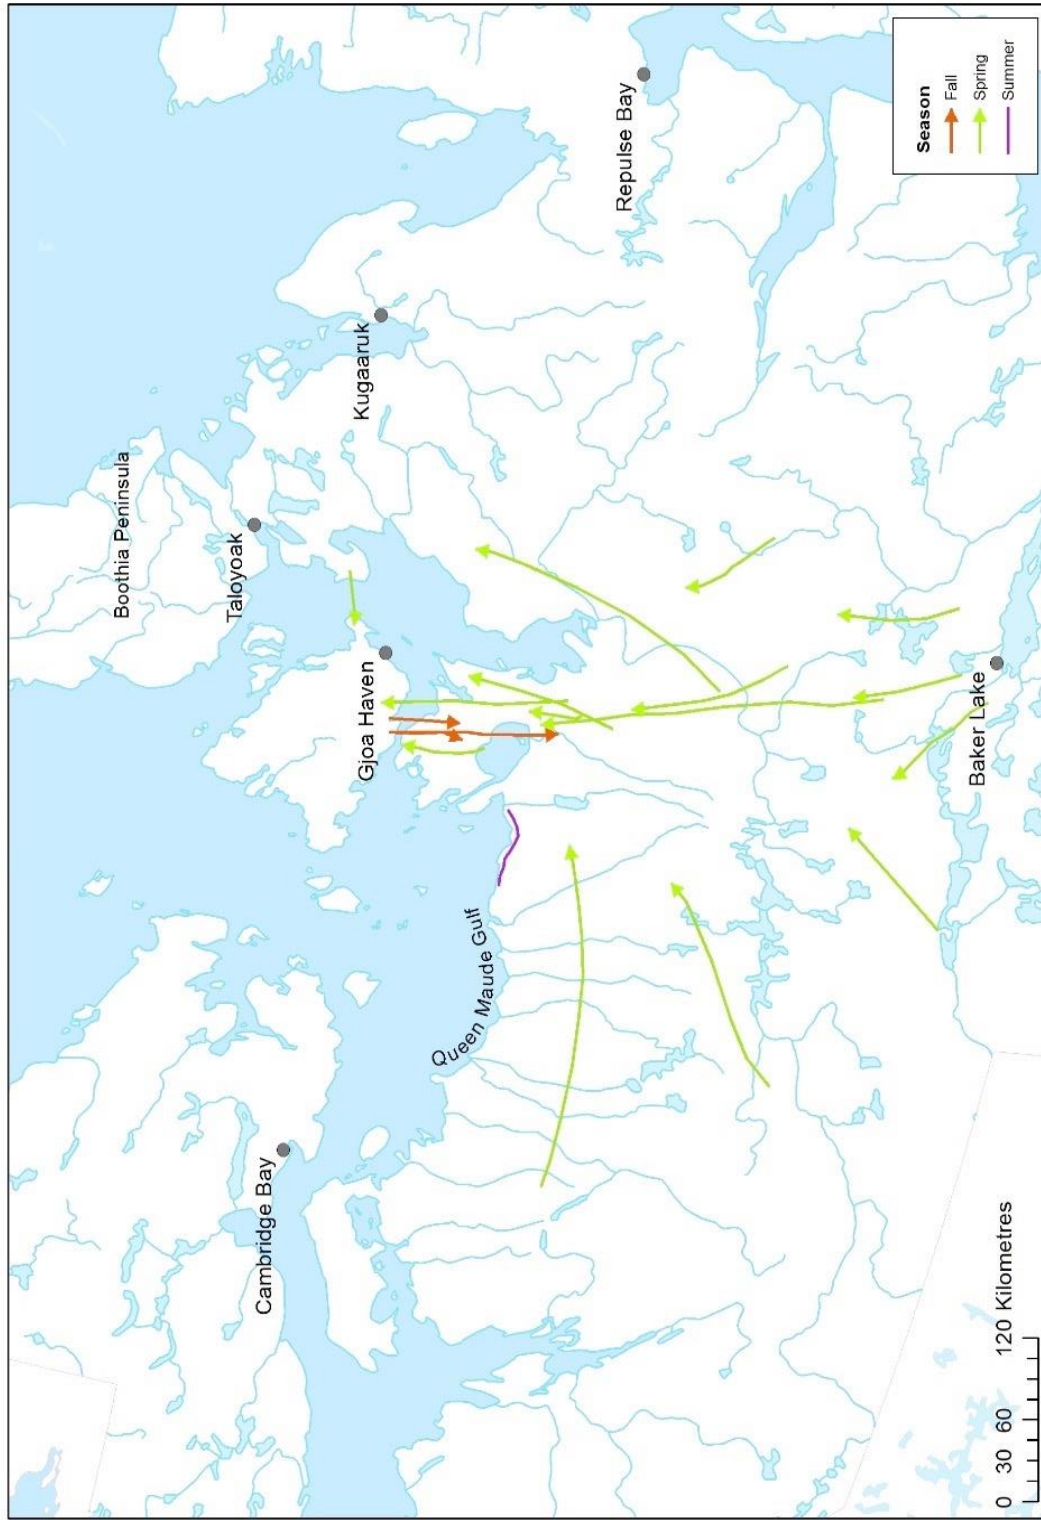 Boothia Peninsula
Taloyoak
Kugaaruk
Repulse Bay
Gjoa Haven
Cambridge Bay
Queen Maude Gulf
Baker Lake
Season
Fall
Spring
Summer
0 30 60 120 Kilometres